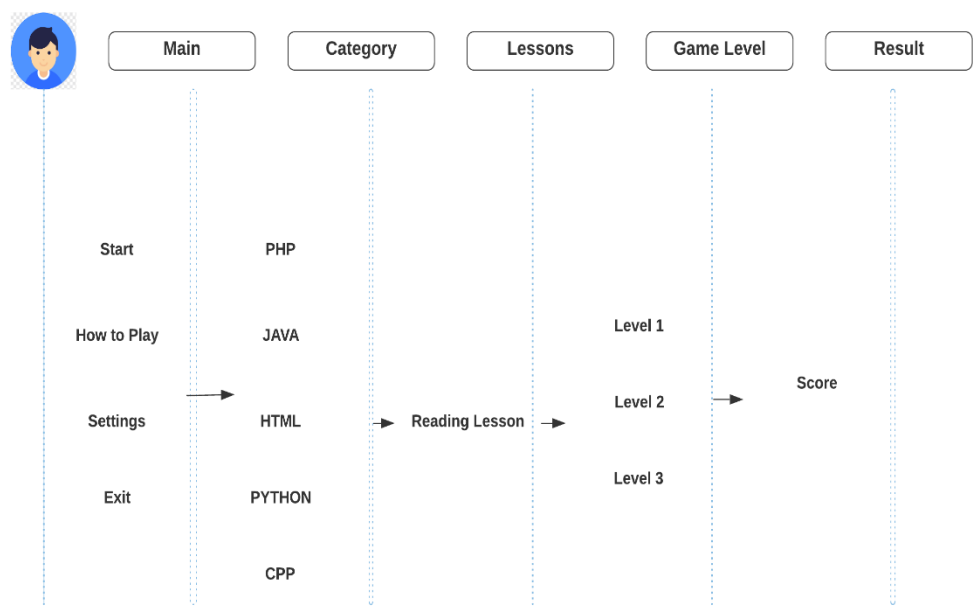 Main
Category
Lessons
Game Level
Result
Start
How to Play
Settings
Exit
PHP
JAVA
HTML
PYTHON
CPP
Reading Lesson
Level 1
Level 2
Level 3
Score